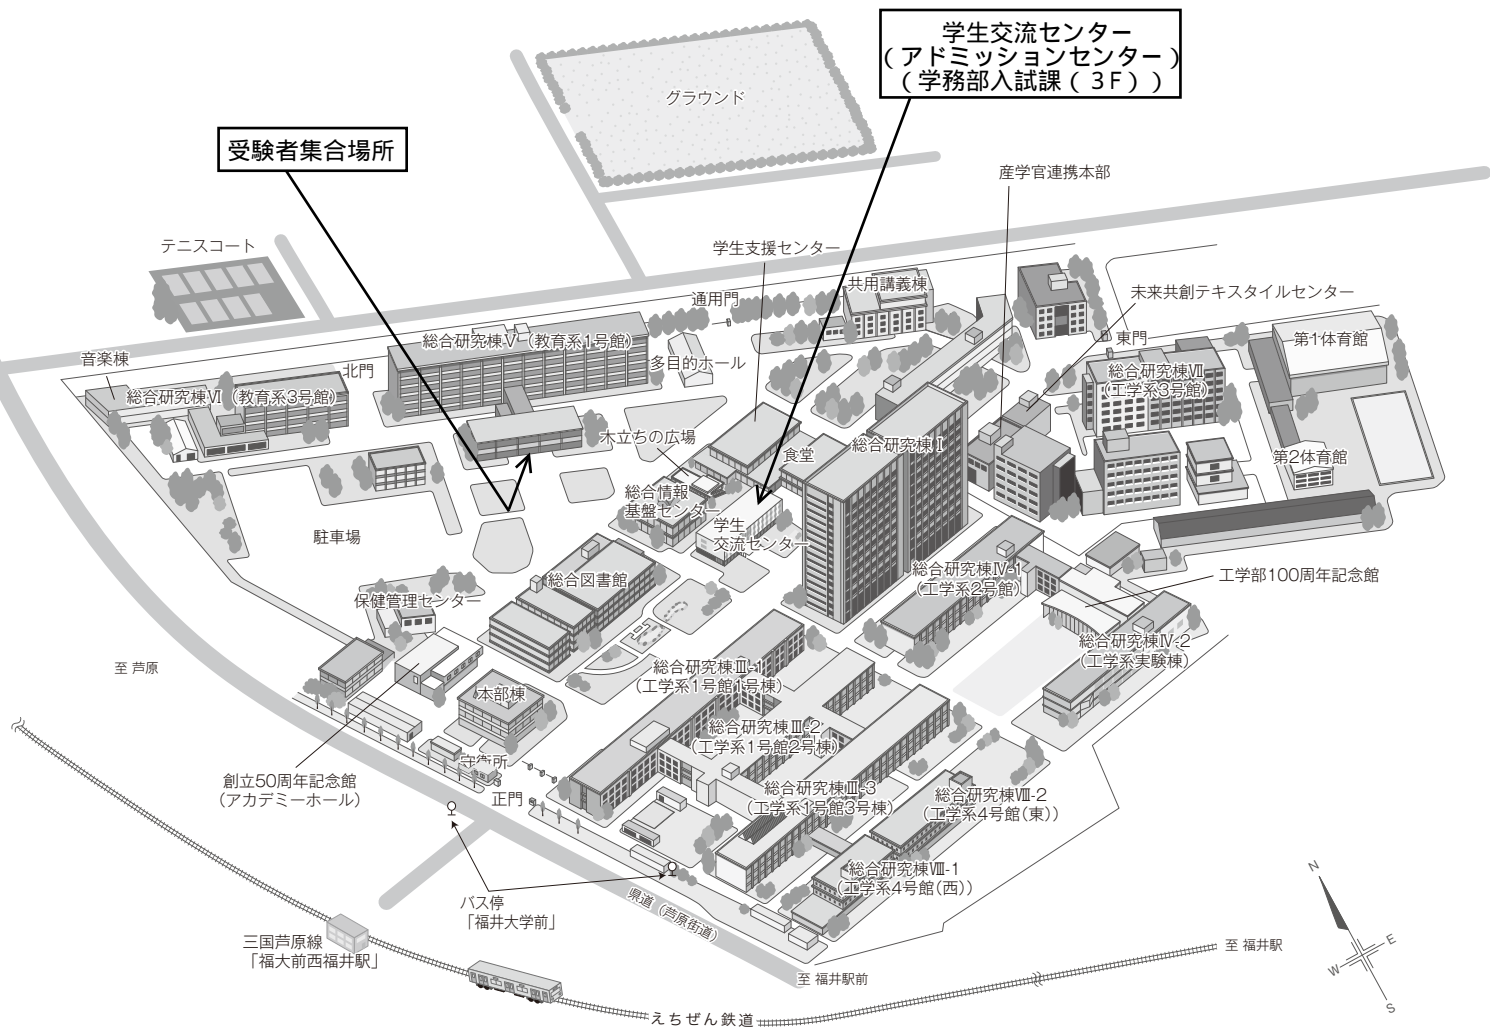 学生交流センター
(アドミッションセンター)
(学務部入試課(3F))
グラウンド
受験者集合場所
産学官連携本部
テニスコート
学生支援センター
共用講義棟
未来共創テキスタイルセンター
通用門
東門
第1体育館
総合研究棟Ⅴ(教育系1号館)
音楽棟
北門
多目的ホール
総合研究棟Ⅶ
(工学系3号館)
総合研究棟Ⅵ(教育系3号館)
木立ちの広場
食堂
総合研究棟Ⅰ
第2体育館
総合情報
基盤センター
学生
交流センター
駐車場
総合研究棟Ⅳ-1
(工学系2号館)
工学部100周年記念館
総合図書館
保健管理センター
総合研究棟Ⅳ-2
(工学系実験棟)
至 芦原
総合研究棟Ⅲ-1
(工学系1号館1号棟)
本部棟
総合研究棟Ⅲ-2
(工学系1号館2号棟)
守衛所
創立50周年記念館
(アカデミーホール)
正門
総合研究棟Ⅲ-3
(工学系1号館3号棟)
総合研究棟Ⅷ-2
(工学系4号館(東))
総合研究棟Ⅷ-1
(工学系4号館(西))
バス停
「福井大学前」
県道(芦原街道)
三国芦原線
「福大前西福井駅」
至 福井駅前
至 福井駅
えちぜん鉄道
N
E
W
S